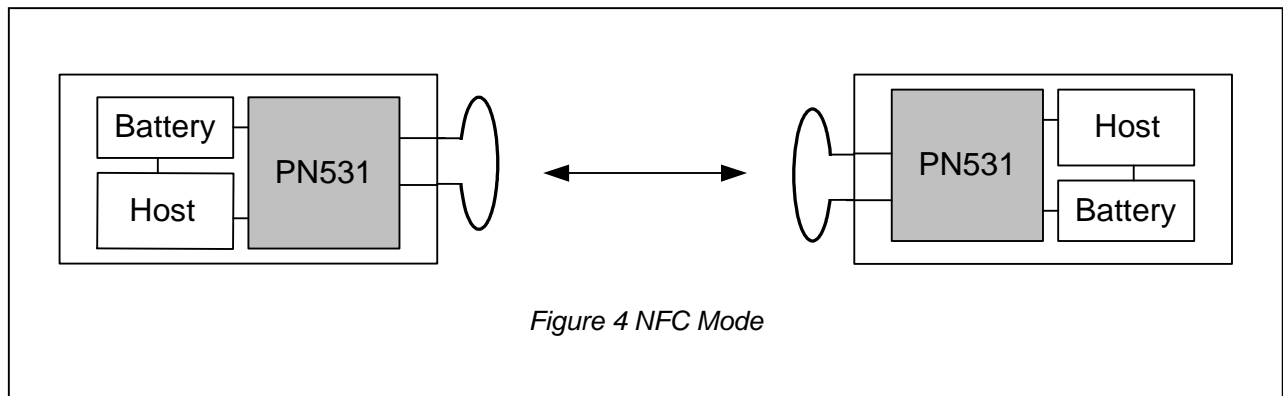 Battery
Host
PN531
PN531
Host
Battery
Figure 4 NFC Mode